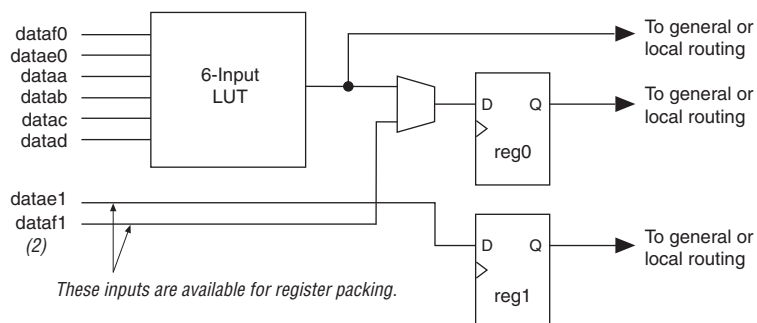 dataf0
datae0
dataa
datab
datac
datad
6-Input
LUT
To general or
local routing
D Q
reg0
To general or
local routing
datae1
dataf1
(2)
These inputs are available for register packing.
D Q
reg1
To general or
local routing